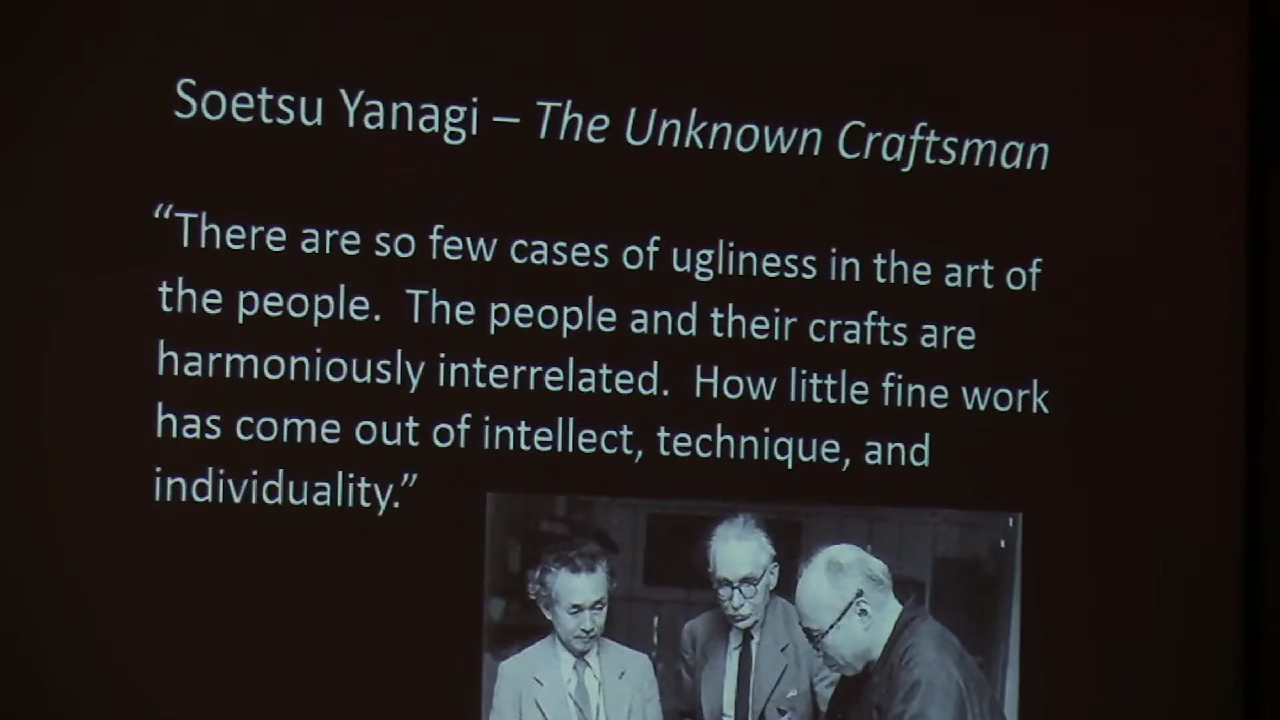 Soetsu Yanagi – The Unknown Craftsman
“There are so few cases of ugliness in the art of
the people.  The people and their crafts are
harmoniously interrelated.  How little fine work
has come out of intellect, technique, and
individuality.”